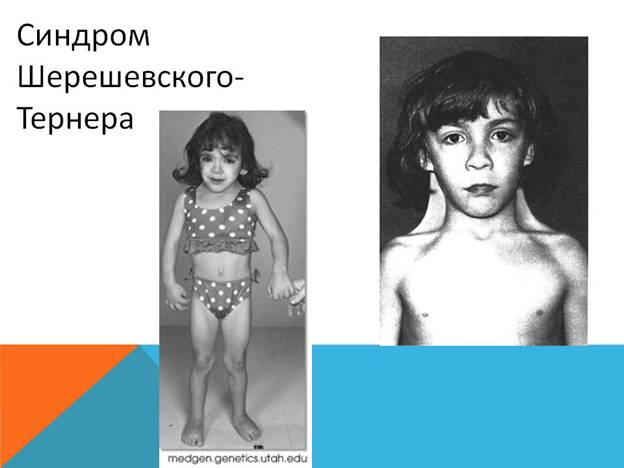 Синдром
Шерешевского-
Тернера
medgen.genetics.utah.edu